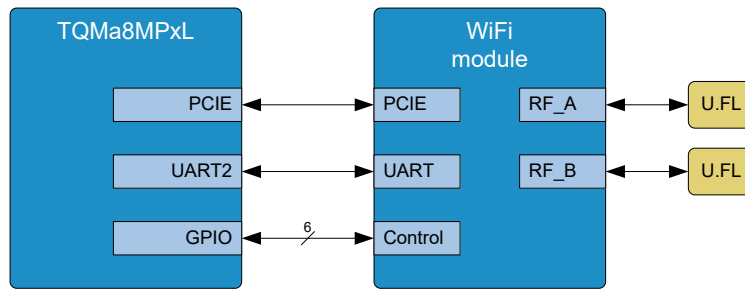 TQMa8MPxL
WiFi
module
PCIE
PCIE
RF_A
U.FL
UART2
UART
RF_B
U.FL
GPIO
6
Control